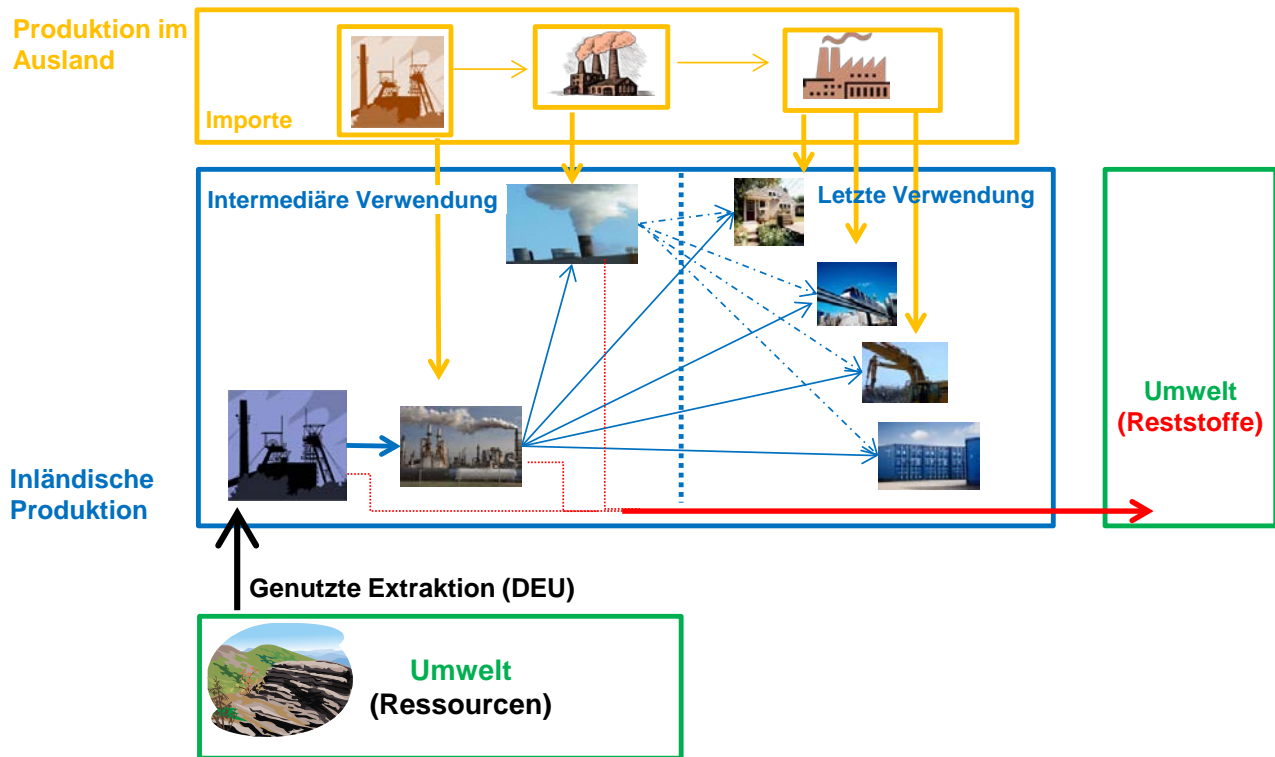 Produktion im
Ausland
Importe
Intermediäre Verwendung
Letzte Verwendung
Umwelt
(Reststoffe)
Inländische
Produktion
Genutzte Extraktion (DEU)
Umwelt
(Ressourcen)